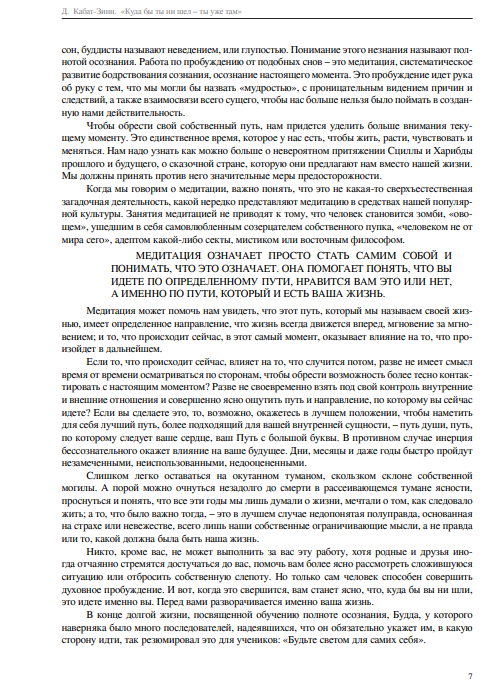 Д. Кабат-Зинн. «Куда бы ты ни шел – ты уже там»
сон, буддисты называют неведением, или глупостью. Понимание этого незнания называют пол-
нотой осознания. Работа по пробуждению от подобных снов – это медитация, систематическое
развитие бодрствования сознания, осознание настоящего момента. Это пробуждение идет рука
об руку с тем, что мы могли бы назвать «мудростью», с проницательным видением причин и
следствий, а также взаимосвязи всего сущего, чтобы нас больше нельзя было поймать в создан-
ную нами действительность.
Чтобы обрести свой собственный путь, нам придется уделить больше внимания теку-
щему моменту. Это единственное время, которое у нас есть, чтобы жить, расти, чувствовать и
меняться. Нам надо узнать как можно больше о невероятном притяжении Сциллы и Харибды
прошлого и будущего, о сказочной стране, которую они предлагают нам вместо нашей жизни.
Мы должны принять против него значительные меры предосторожности.
Когда мы говорим о медитации, важно понять, что это не какая-то сверхъестественная
загадочная деятельность, какой нередко представляют медитацию в средствах нашей популяр-
ной культуры. Занятия медитацией не приводят к тому, что человек становится зомби, «ово-
щем», ушедшим в себя самовлюбленным созерцателем собственного пупка, «человеком не от
мира сего», адептом какой-либо секты, мистиком или восточным философом.
МЕДИТАЦИЯ ОЗНАЧАЕТ ПРОСТО СТАТЬ САМИМ СОБОЙ И
ПОНИМАТЬ, ЧТО ЭТО ОЗНАЧАЕТ. ОНА ПОМОГАЕТ ПОНЯТЬ, ЧТО ВЫ
ИДЕТЕ ПО ОПРЕДЕЛЕННОМУ ПУТИ, НРАВИТСЯ ВАМ ЭТО ИЛИ НЕТ,
А ИМЕННО ПО ПУТИ, КОТОРЫЙ И ЕСТЬ ВАША ЖИЗНЬ.
Медитация может помочь нам увидеть, что этот путь, который мы называем своей жиз-
нью, имеет определенное направление, что жизнь всегда движется вперед, мгновение за мгно-
вением; и то, что происходит сейчас, в этот самый момент, оказывает влияние на то, что про-
изойдет в дальнейшем.
Если то, что происходит сейчас, влияет на то, что случится потом, разве не имеет смысл
время от времени осматриваться по сторонам, чтобы обрести возможность более тесно контак-
тировать с настоящим моментом? Разве не своевременно взять под свой контроль внутренние
и внешние отношения и совершенно ясно ощутить путь и направление, по которому вы сейчас
идете? Если вы сделаете это, то, возможно, окажетесь в лучшем положении, чтобы наметить
для себя лучший путь, более подходящий для вашей внутренней сущности, – путь души, путь,
по которому следует ваше сердце, ваш Путь с большой буквы. В противном случае инерция
бессознательного окажет влияние на ваше будущее. Дни, месяцы и даже годы быстро пройдут
незамеченными, неиспользованными, недооцененными.
Слишком легко оставаться на окутанном туманом, скользком склоне собственной
могилы. А порой можно очнуться незадолго до смерти в рассеивающемся тумане ясности,
проснуться и понять, что все эти годы мы лишь думали о жизни, мечтали о том, как следовало
жить; а то, что было важно тогда, – это в лучшем случае недопонятая полуправда, основанная
на страхе или невежестве, всего лишь наши собственные ограничивающие мысли, а не правда
или то, какой должна была быть наша жизнь.
Никто, кроме вас, не может выполнить за вас эту работу, хотя родные и друзья ино-
гда отчаянно стремятся достучаться до вас, помочь вам более ясно рассмотреть сложившуюся
ситуацию или отбросить собственную слепоту. Но только сам человек способен совершить
духовное пробуждение. И вот, когда это свершится, вам станет ясно, что, куда бы вы ни шли,
это идете именно вы. Перед вами разворачивается именно ваша жизнь.
В конце долгой жизни, посвященной обучению полноте осознания, Будда, у которого
наверняка было много последователей, надеявшихся, что он обязательно укажет им, в какую
сторону идти, так резюмировал это для учеников: «Будьте светом для самих себя».
7